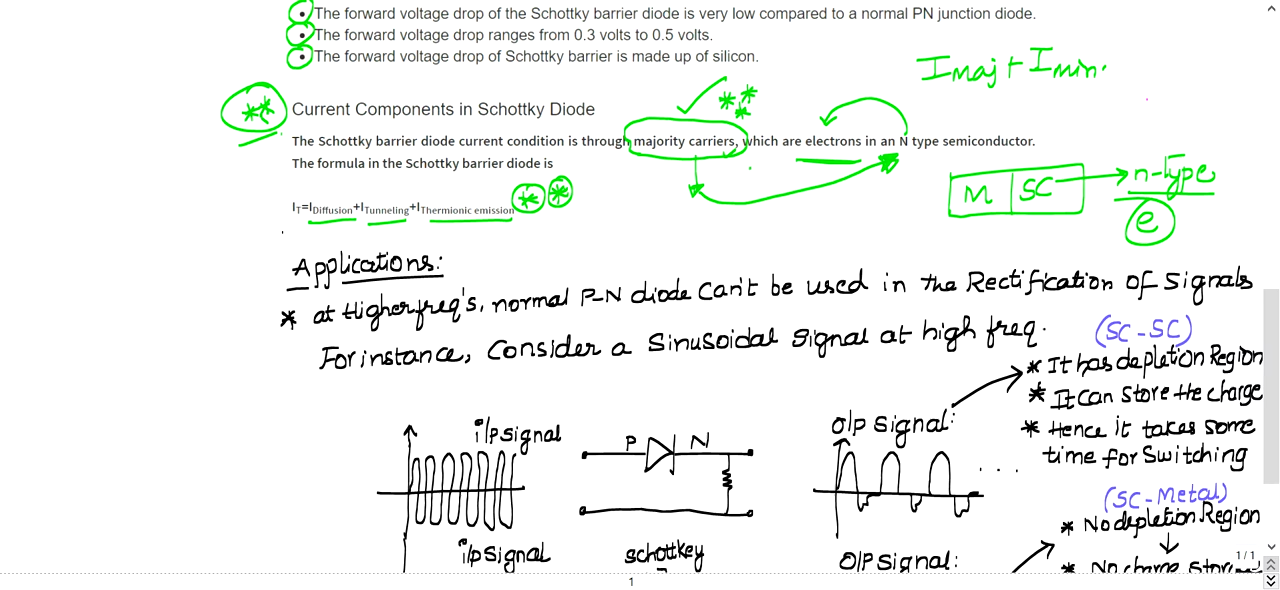 • The forward voltage drop of the Schottky barrier diode is very low compared to a normal PN junction diode.
• The forward voltage drop ranges from 0.3 volts to 0.5 volts.
• The forward voltage drop of Schottky barrier is made up of silicon.
Imaj + Imin.
** Current Components in Schottky Diode
***
The Schottky barrier diode current condition is through majority carriers, which are electrons in an N type semiconductor.
The formula in the Schottky barrier diode is
M | SC → n-type
e
IT=IDiffusion+ITunneling+IThermionic emission * *
Applications:
* at Higher freq's, normal P-N diode Can't be used in the Rectification of Signals
For instance, Consider a Sinusoidal Signal at high freq.
(SC-SC)
* It has depletion Region
* It Can Store the charge
* Hence it takes Some
time for Switching
i/p signal
P N
O/p Signal:
. . .
(SC-Metal)
* No depletion Region
i/p Signal
schottkey
O/P Signal:
* No charge
1/1
1